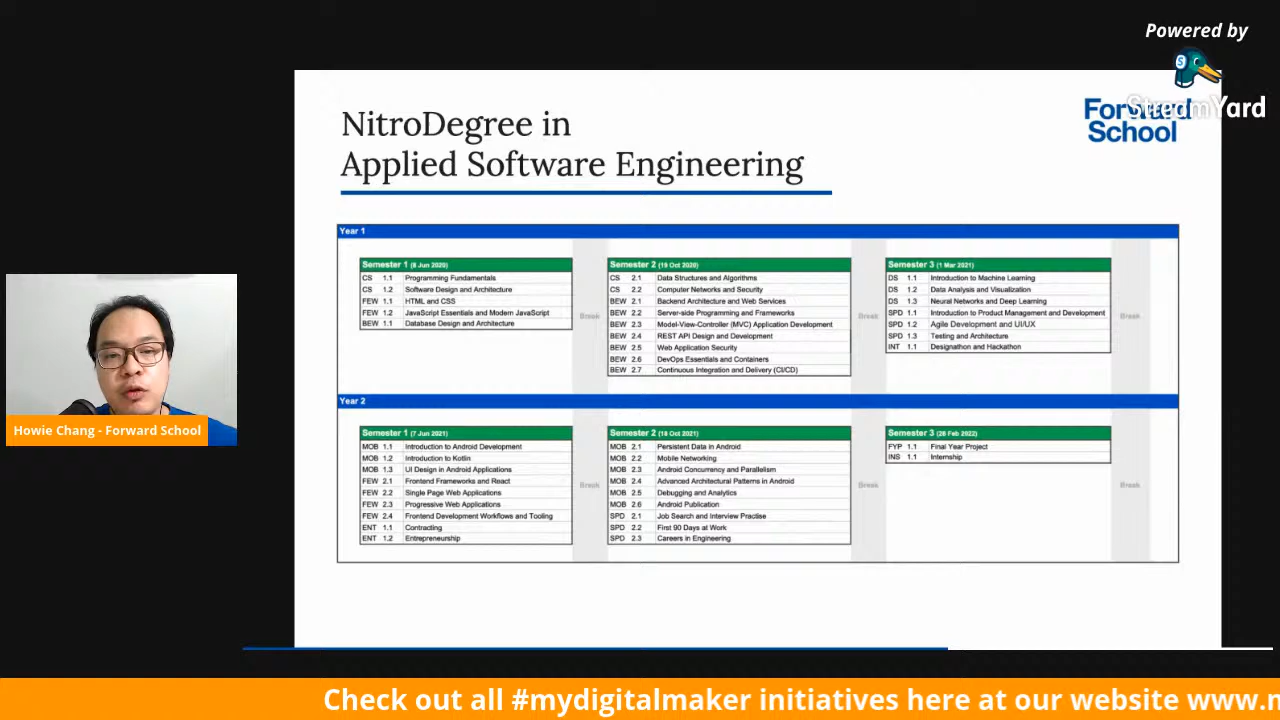 Powered by
StreamYard
Forward
School
NitroDegree in
Applied Software Engineering
Year 1
Semester 1 (8 Jun 2020)
CS 1.1 Programming Fundamentals
CS 1.2 Software Design and Architecture
FEW 1.1 HTML and CSS
FEW 1.2 JavaScript Essentials and Modern JavaScript
BEW 1.1 Database Design and Architecture
Break
Semester 2 (19 Oct 2020)
CS 2.1 Data Structures and Algorithms
CS 2.2 Computer Networks and Security
BEW 2.1 Backend Architecture and Web Services
BEW 2.2 Server-side Programming and Frameworks
BEW 2.3 Model-View-Controller (MVC) Application Development
BEW 2.4 REST API Design and Development
BEW 2.5 Web Application Security
BEW 2.6 DevOps Essentials and Containers
BEW 2.7 Continuous Integration and Delivery (CI/CD)
Break
Semester 3 (1 Mar 2021)
DS 1.1 Introduction to Machine Learning
DS 1.2 Data Analysis and Visualization
DS 1.3 Neural Networks and Deep Learning
SPD 1.1 Introduction to Product Management and Development
SPD 1.2 Agile Development and UI/UX
SPD 1.3 Testing and Architecture
INT 1.1 Designathon and Hackathon
Break
Year 2
Semester 1 (7 Jun 2021)
MOB 1.1 Introduction to Android Development
MOB 1.2 Introduction to Kotlin
MOB 1.3 UI Design in Android Applications
FEW 2.1 Frontend Frameworks and React
FEW 2.2 Single Page Web Applications
FEW 2.3 Progressive Web Applications
FEW 2.4 Frontend Development Workflows and Tooling
ENT 1.1 Contracting
ENT 1.2 Entrepreneurship
Break
Semester 2 (18 Oct 2021)
MOB 2.1 Persistent Data in Android
MOB 2.2 Mobile Networking
MOB 2.3 Android Concurrency and Parallelism
MOB 2.4 Advanced Architectural Patterns in Android
MOB 2.5 Debugging and Analytics
MOB 2.6 Android Publication
SPD 2.1 Job Search and Interview Practise
SPD 2.2 First 90 Days at Work
SPD 2.3 Careers in Engineering
Break
Semester 3 (28 Feb 2022)
FYP 1.1 Final Year Project
INS 1.1 Internship
Break
Howie Chang - Forward School
Check out all #mydigitalmaker initiatives here at our website www.